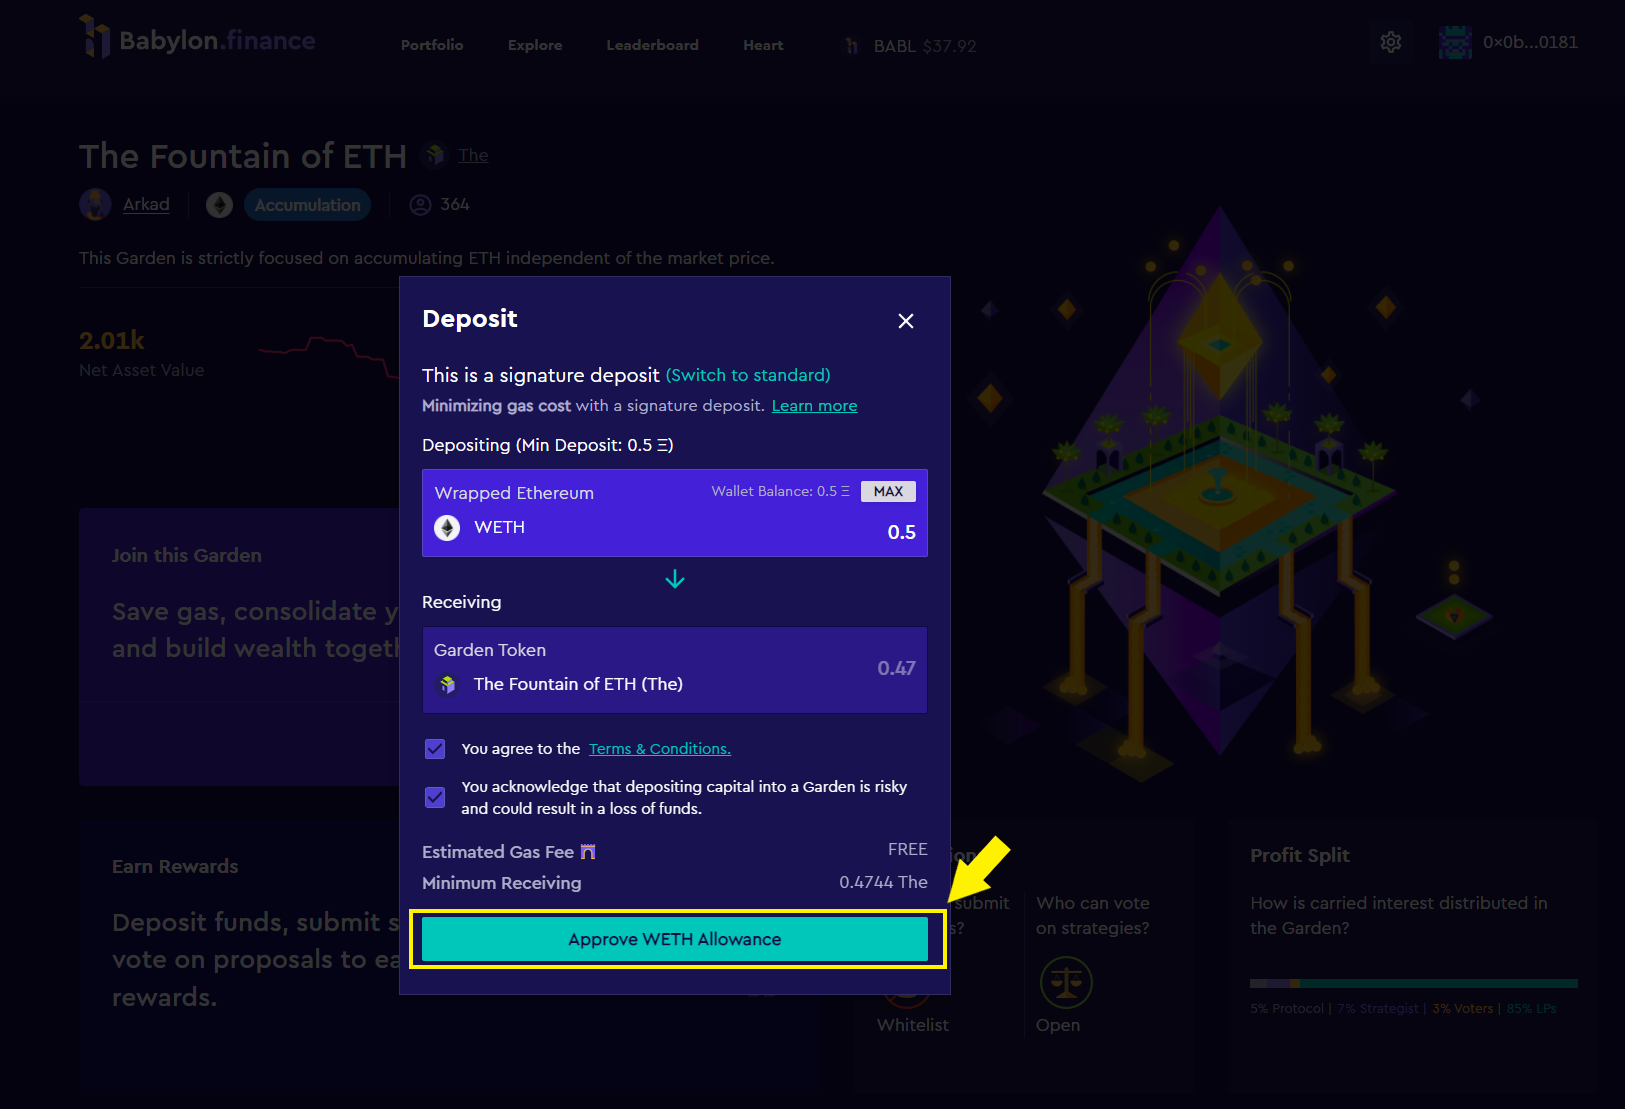 Babylon.finance
Portfolio
Explore
Leaderboard
Heart
BABL $37.92
0×0b...0181
The Fountain of ETH
The
Arkad
Accumulation
364
This Garden is strictly focused on accumulating ETH independent of the market price.
2.01k
Net Asset Value
Join this Garden
Save gas, consolidate y
and build wealth togeth
Earn Rewards
Deposit funds, submit s
vote on proposals to ea
rewards.
Deposit
This is a signature deposit (Switch to standard)
Minimizing gas cost with a signature deposit. Learn more
Depositing (Min Deposit: 0.5 Ξ)
Wrapped Ethereum
Wallet Balance: 0.5 Ξ
MAX
WETH
0.5
Receiving
Garden Token
The Fountain of ETH (The)
0.47
You agree to the Terms & Conditions.
You acknowledge that depositing capital into a Garden is risky
and could result in a loss of funds.
Estimated Gas Fee
FREE
Minimum Receiving
0.4744 The
Approve WETH Allowance
submit
s?
Whitelist
Who can vote
on strategies?
Open
Profit Split
How is carried interest distributed in
the Garden?
5% Protocol | 7% Strategist | 3% Voters | 85% LPs